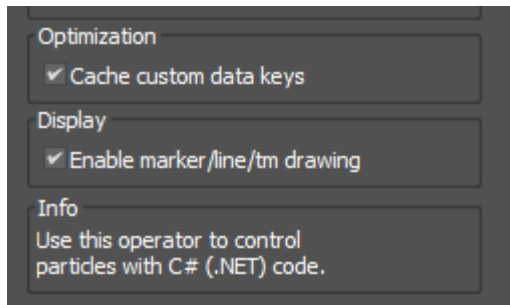 Optimization
Cache custom data keys
Display
Enable marker/line/tm drawing
Info
Use this operator to control
particles with C# (.NET) code.